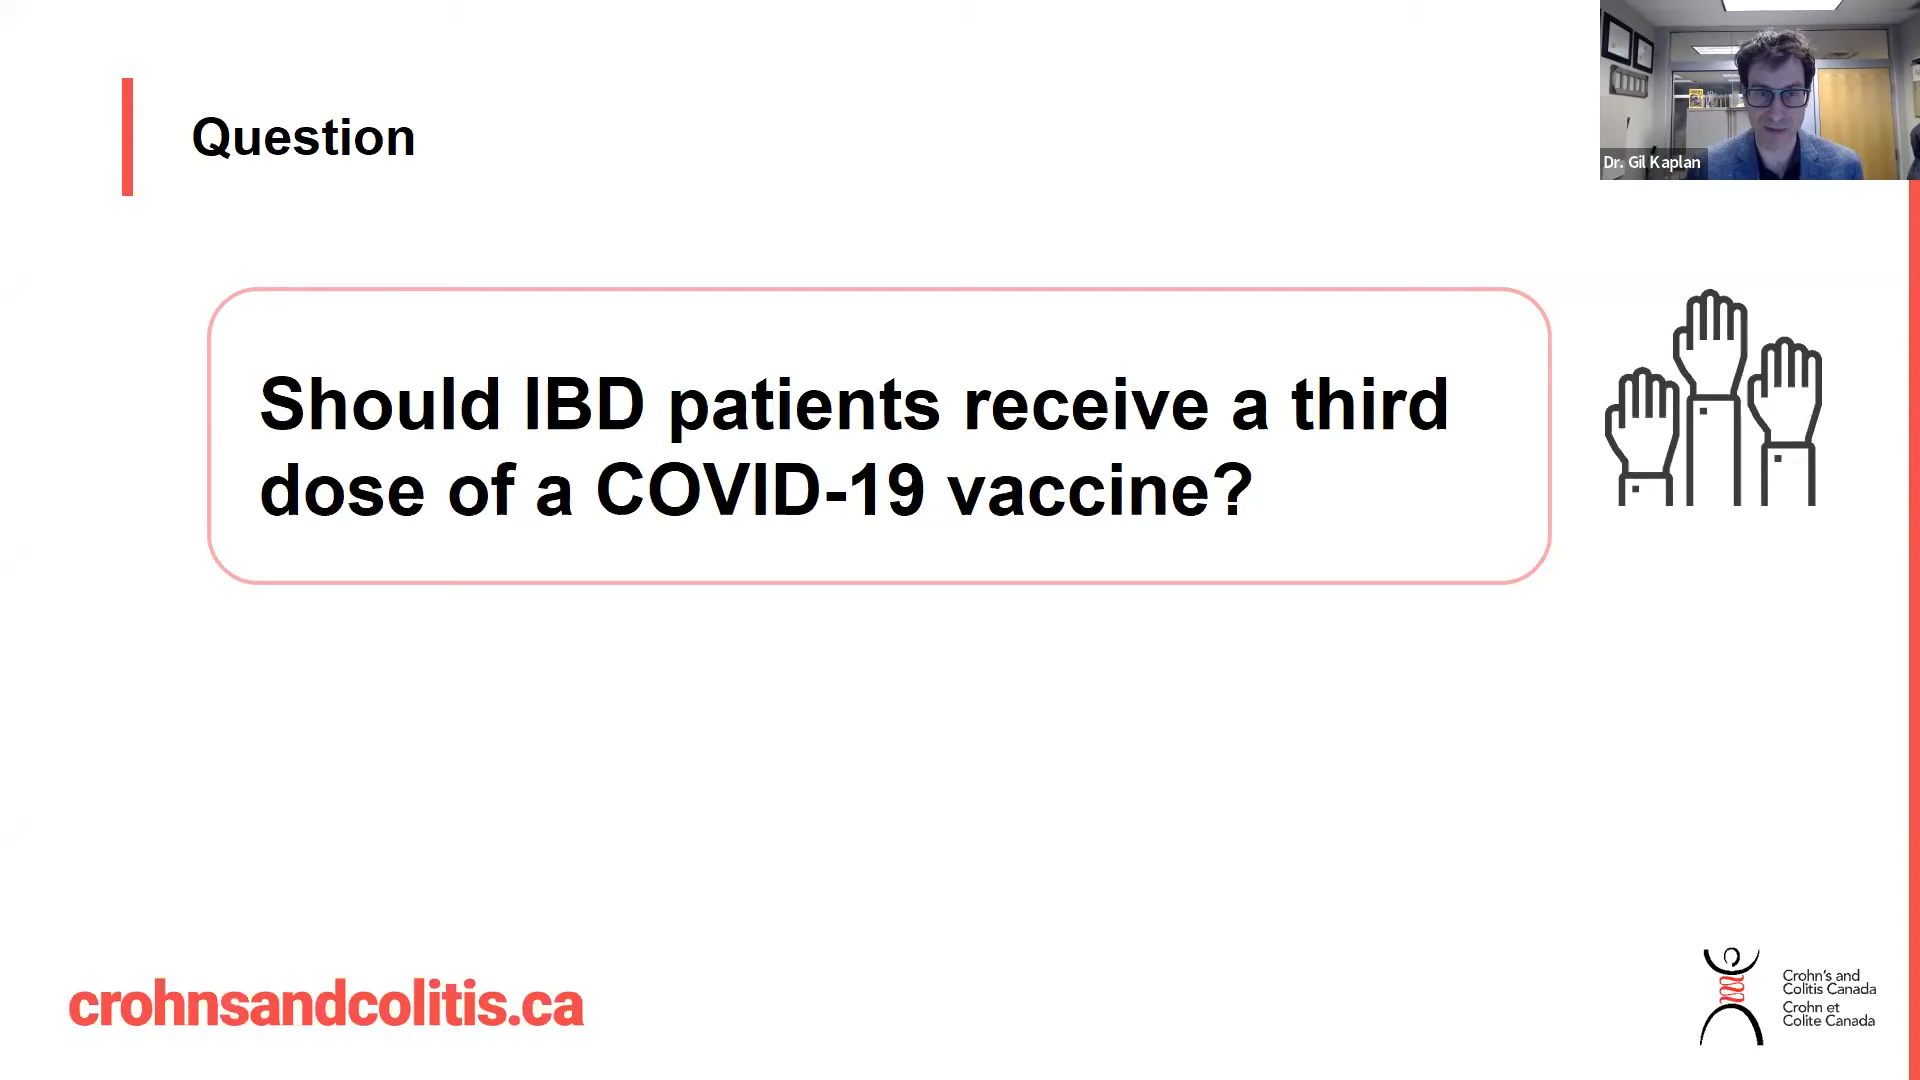 Question
Dr. Gil Kaplan
Should IBD patients receive a third
dose of a COVID-19 vaccine?
crohnsandcolitis.ca
Crohn's and
Colitis Canada
Crohn et
Colite Canada